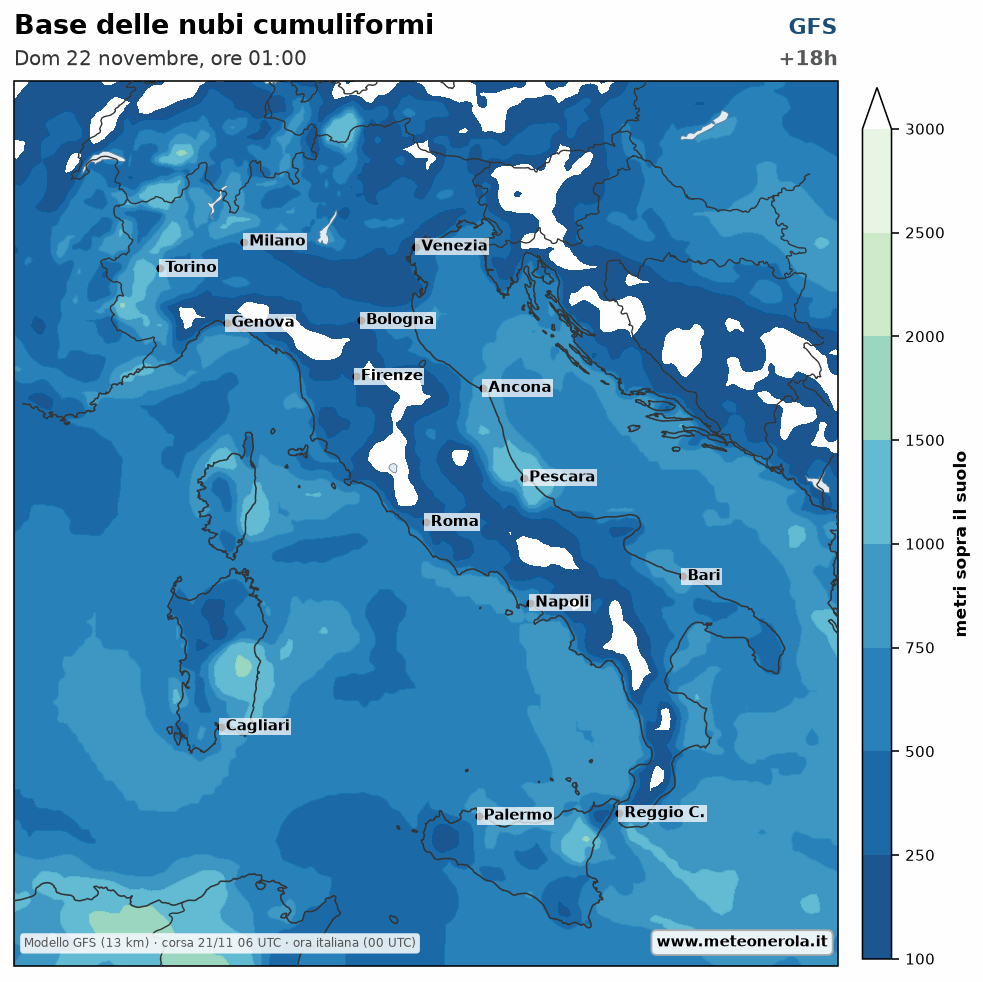 Base delle nubi cumuliformi
GFS
Dom 22 novembre, ore 01:00
+18h
Milano
Venezia
Torino
Genova
Bologna
Firenze
Ancona
Pescara
Roma
Bari
Napoli
Cagliari
Palermo
Reggio C.
3000
2500
2000
1500
1000
750
500
250
100
metri sopra il suolo
Modello GFS (13 km) · corsa 21/11 06 UTC · ora italiana (00 UTC)
www.meteonerola.it